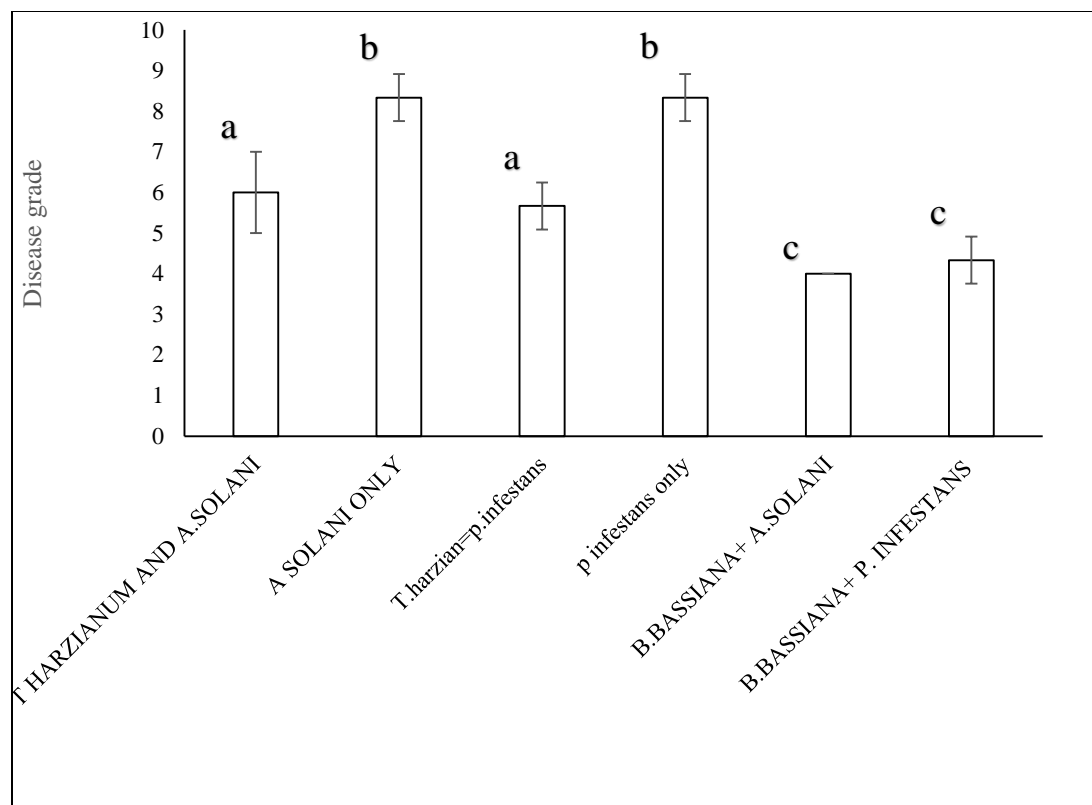 Disease grade
10
9
8
7
6
5
4
3
2
1
0
a
b
a
b
c
c
T HARZIANUM AND A.SOLANI
A SOLANI ONLY
T.harzian=p.infestans
p infestans only
B.BASSIANA+ A.SOLANI
B.BASSIANA+ P. INFESTANS